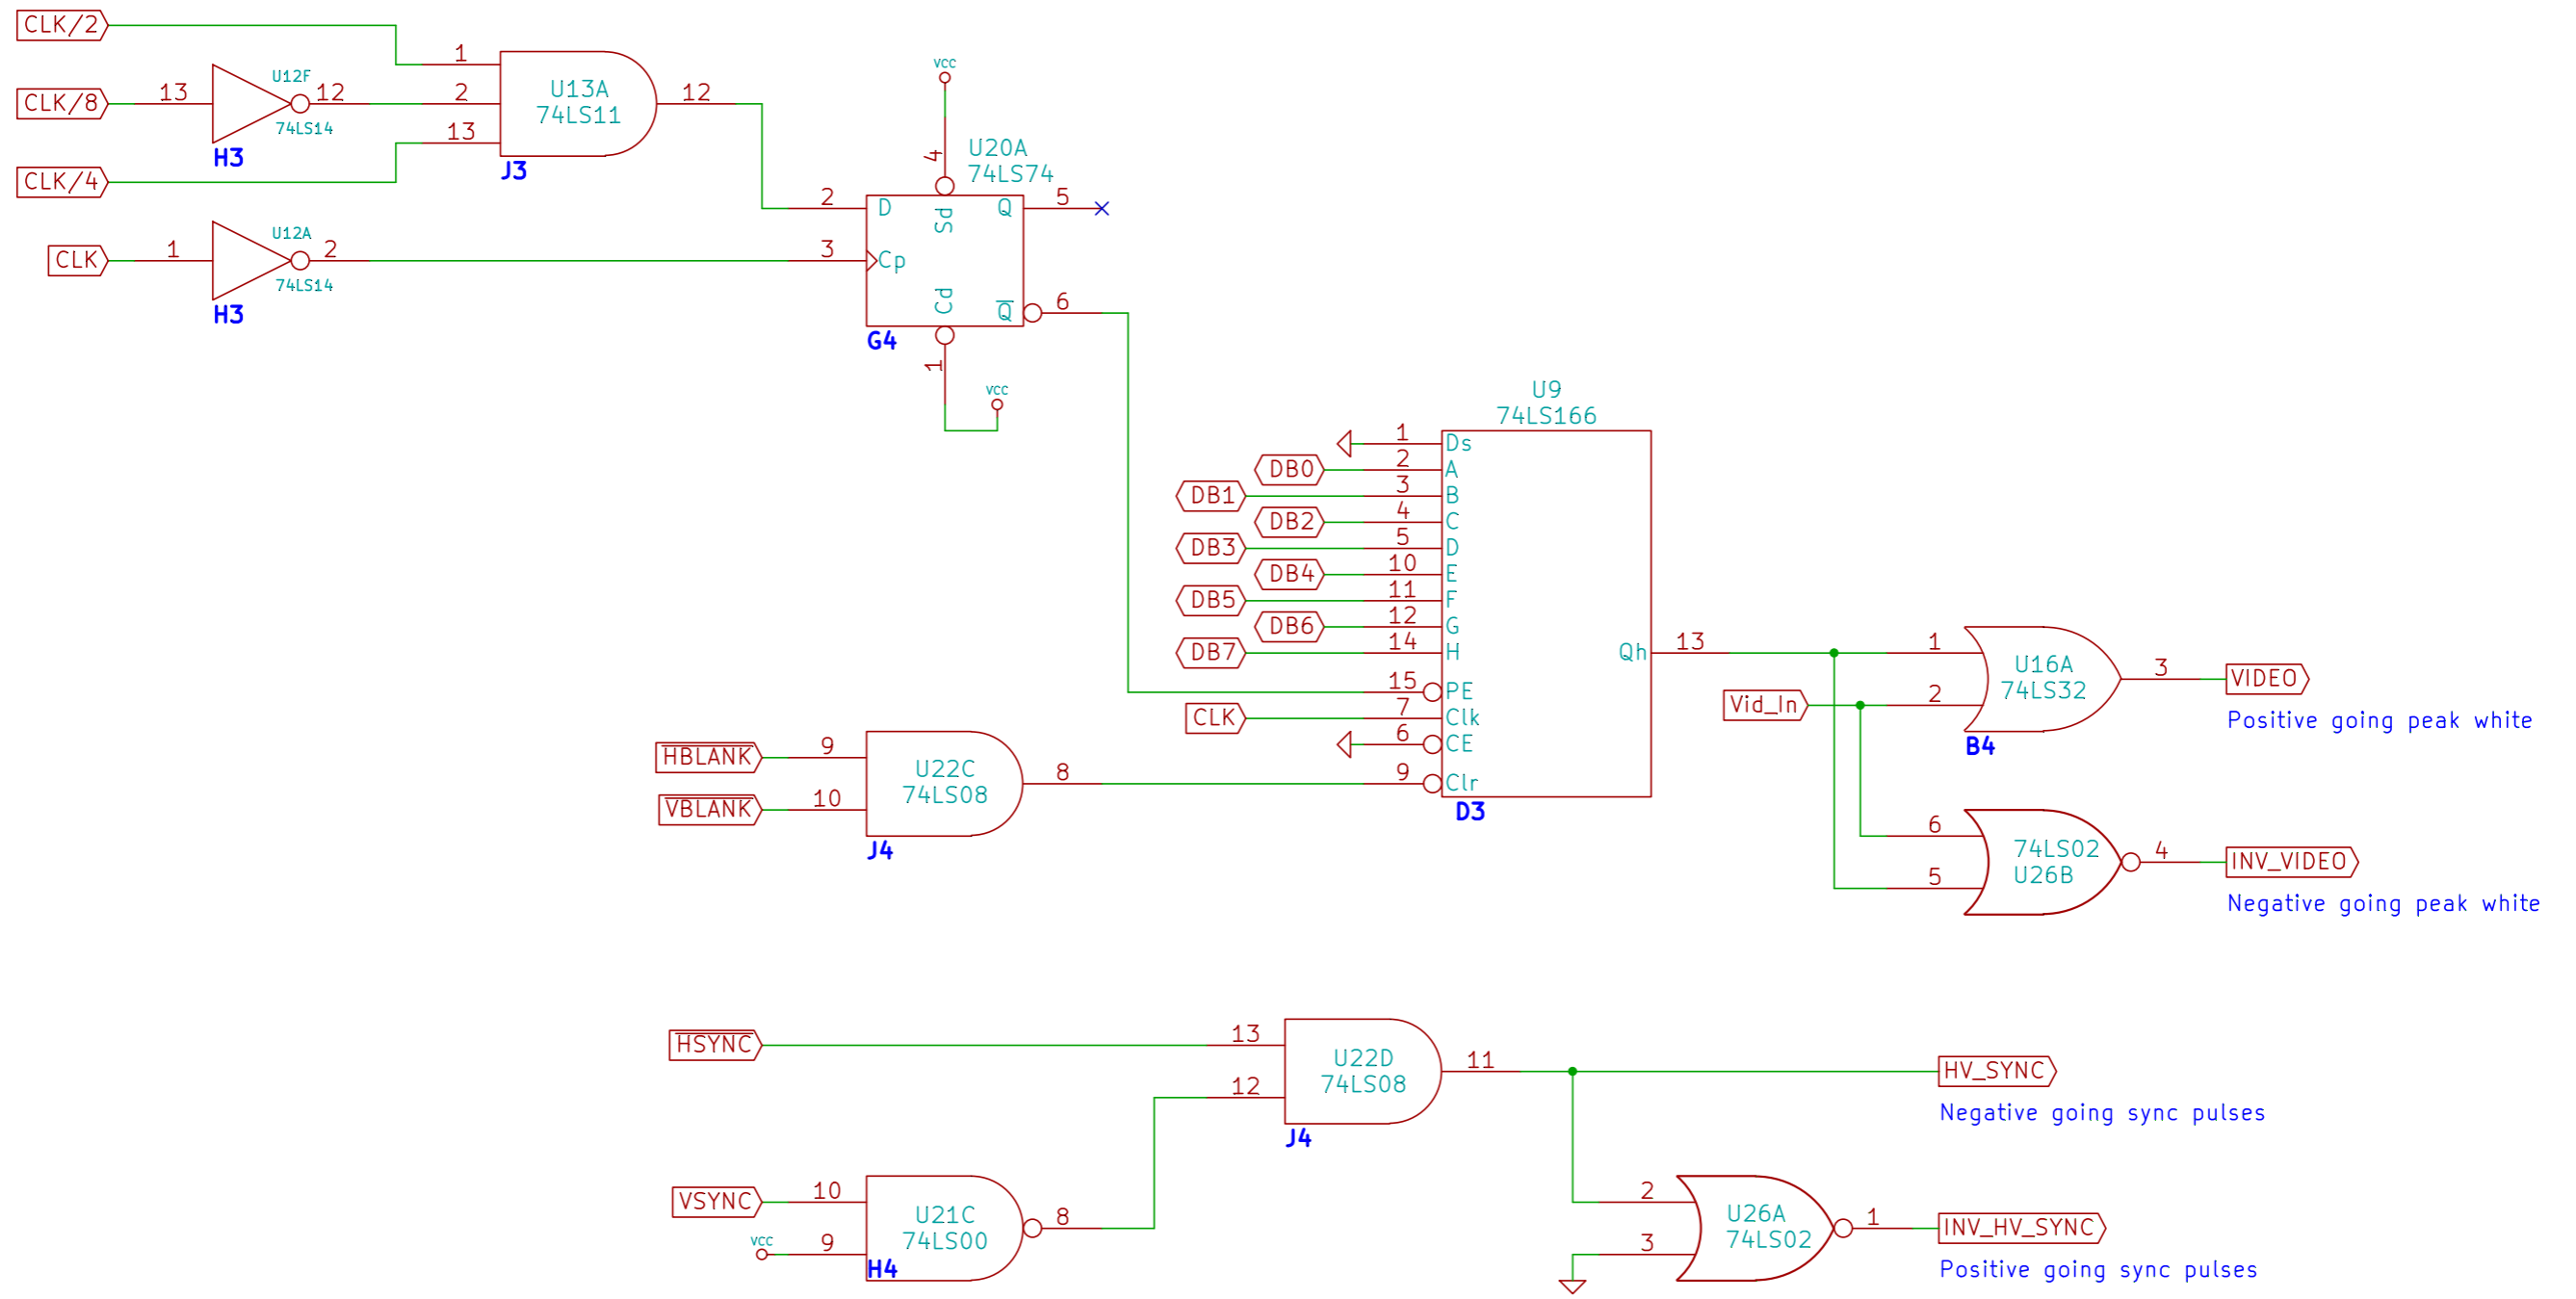 CLK/2
1
U12F
CLK/8
13
12
2
74LS14
H3
13
CLK/4
U13A
74LS11
12
J3
U12A
CLK
1
2
74LS14
H3
VCC
4
U20A
74LS74
2
D
Sd
Q
5
3
Cp
Cd
Q
6
G4
1
VCC
U9
74LS166
1
Ds
DB0
2
A
DB1
3
B
DB2
4
C
DB3
5
D
DB4
10
E
DB5
11
F
DB6
12
G
DB7
14
H
Qh
13
15
PE
CLK
7
Clk
6
CE
9
Clr
D3
HBLANK
9
VBLANK
10
U22C
74LS08
8
J4
1
Vid_In
2
U16A
74LS32
3
VIDEO
Positive going peak white
B4
6
5
74LS02
U26B
4
INV_VIDEO
Negative going peak white
HSYNC
13
12
U22D
74LS08
11
J4
HV_SYNC
Negative going sync pulses
VSYNC
10
VCC
9
U21C
74LS00
8
H4
2
3
U26A
74LS02
1
INV_HV_SYNC
Positive going sync pulses